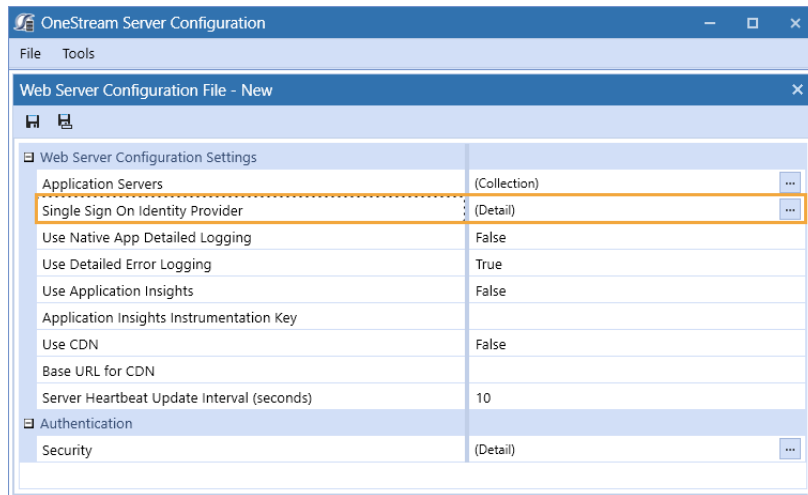 OneStream Server Configuration
File Tools
Web Server Configuration File - New
Web Server Configuration Settings
Application Servers (Collection) ...
Single Sign On Identity Provider (Detail) ...
Use Native App Detailed Logging False
Use Detailed Error Logging True
Use Application Insights False
Application Insights Instrumentation Key
Use CDN False
Base URL for CDN
Server Heartbeat Update Interval (seconds) 10
Authentication
Security (Detail) ...